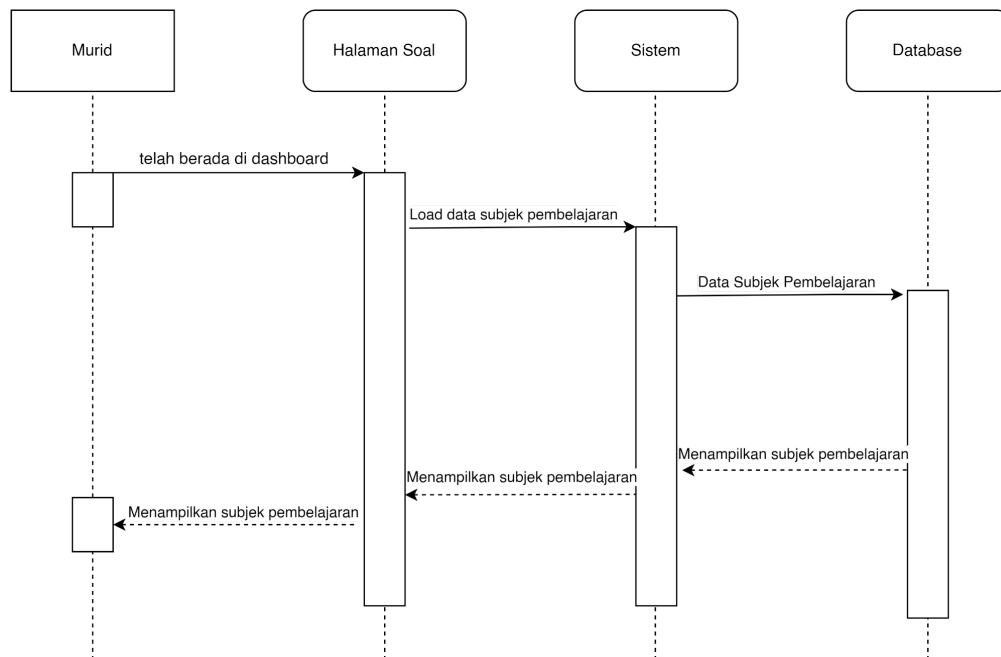 Murid
Halaman Soal
Sistem
Database
telah berada di dashboard
Load data subjek pembelajaran
Data Subjek Pembelajaran
Menampilkan subjek pembelajaran
Menampilkan subjek pembelajaran
Menampilkan subjek pembelajaran